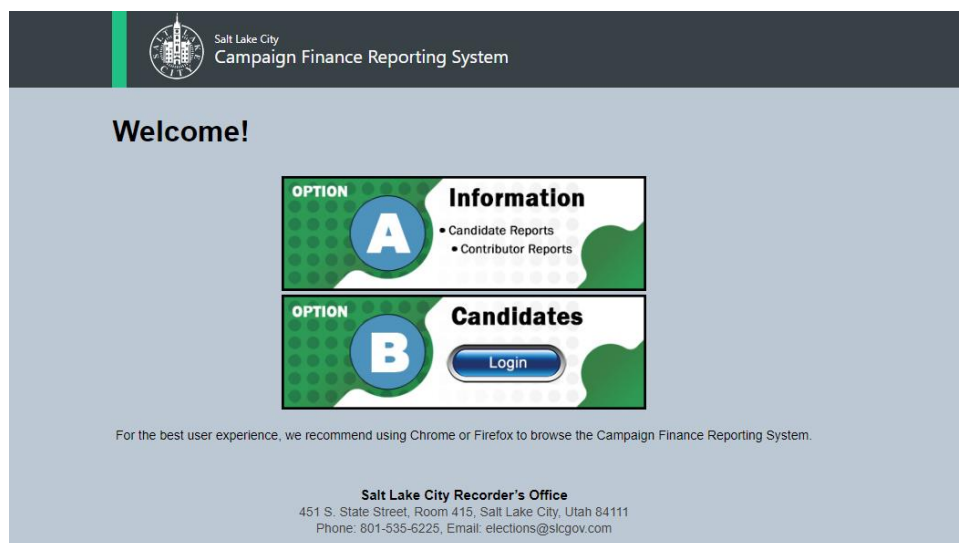 SALT LAKE CITY
Salt Lake City
Campaign Finance Reporting System
Welcome!
OPTION
A
Information
• Candidate Reports
• Contributor Reports
OPTION
B
Candidates
Login
For the best user experience, we recommend using Chrome or Firefox to browse the Campaign Finance Reporting System.
Salt Lake City Recorder's Office
451 S. State Street, Room 415, Salt Lake City, Utah 84111
Phone: 801-535-6225, Email: elections@slcgov.com